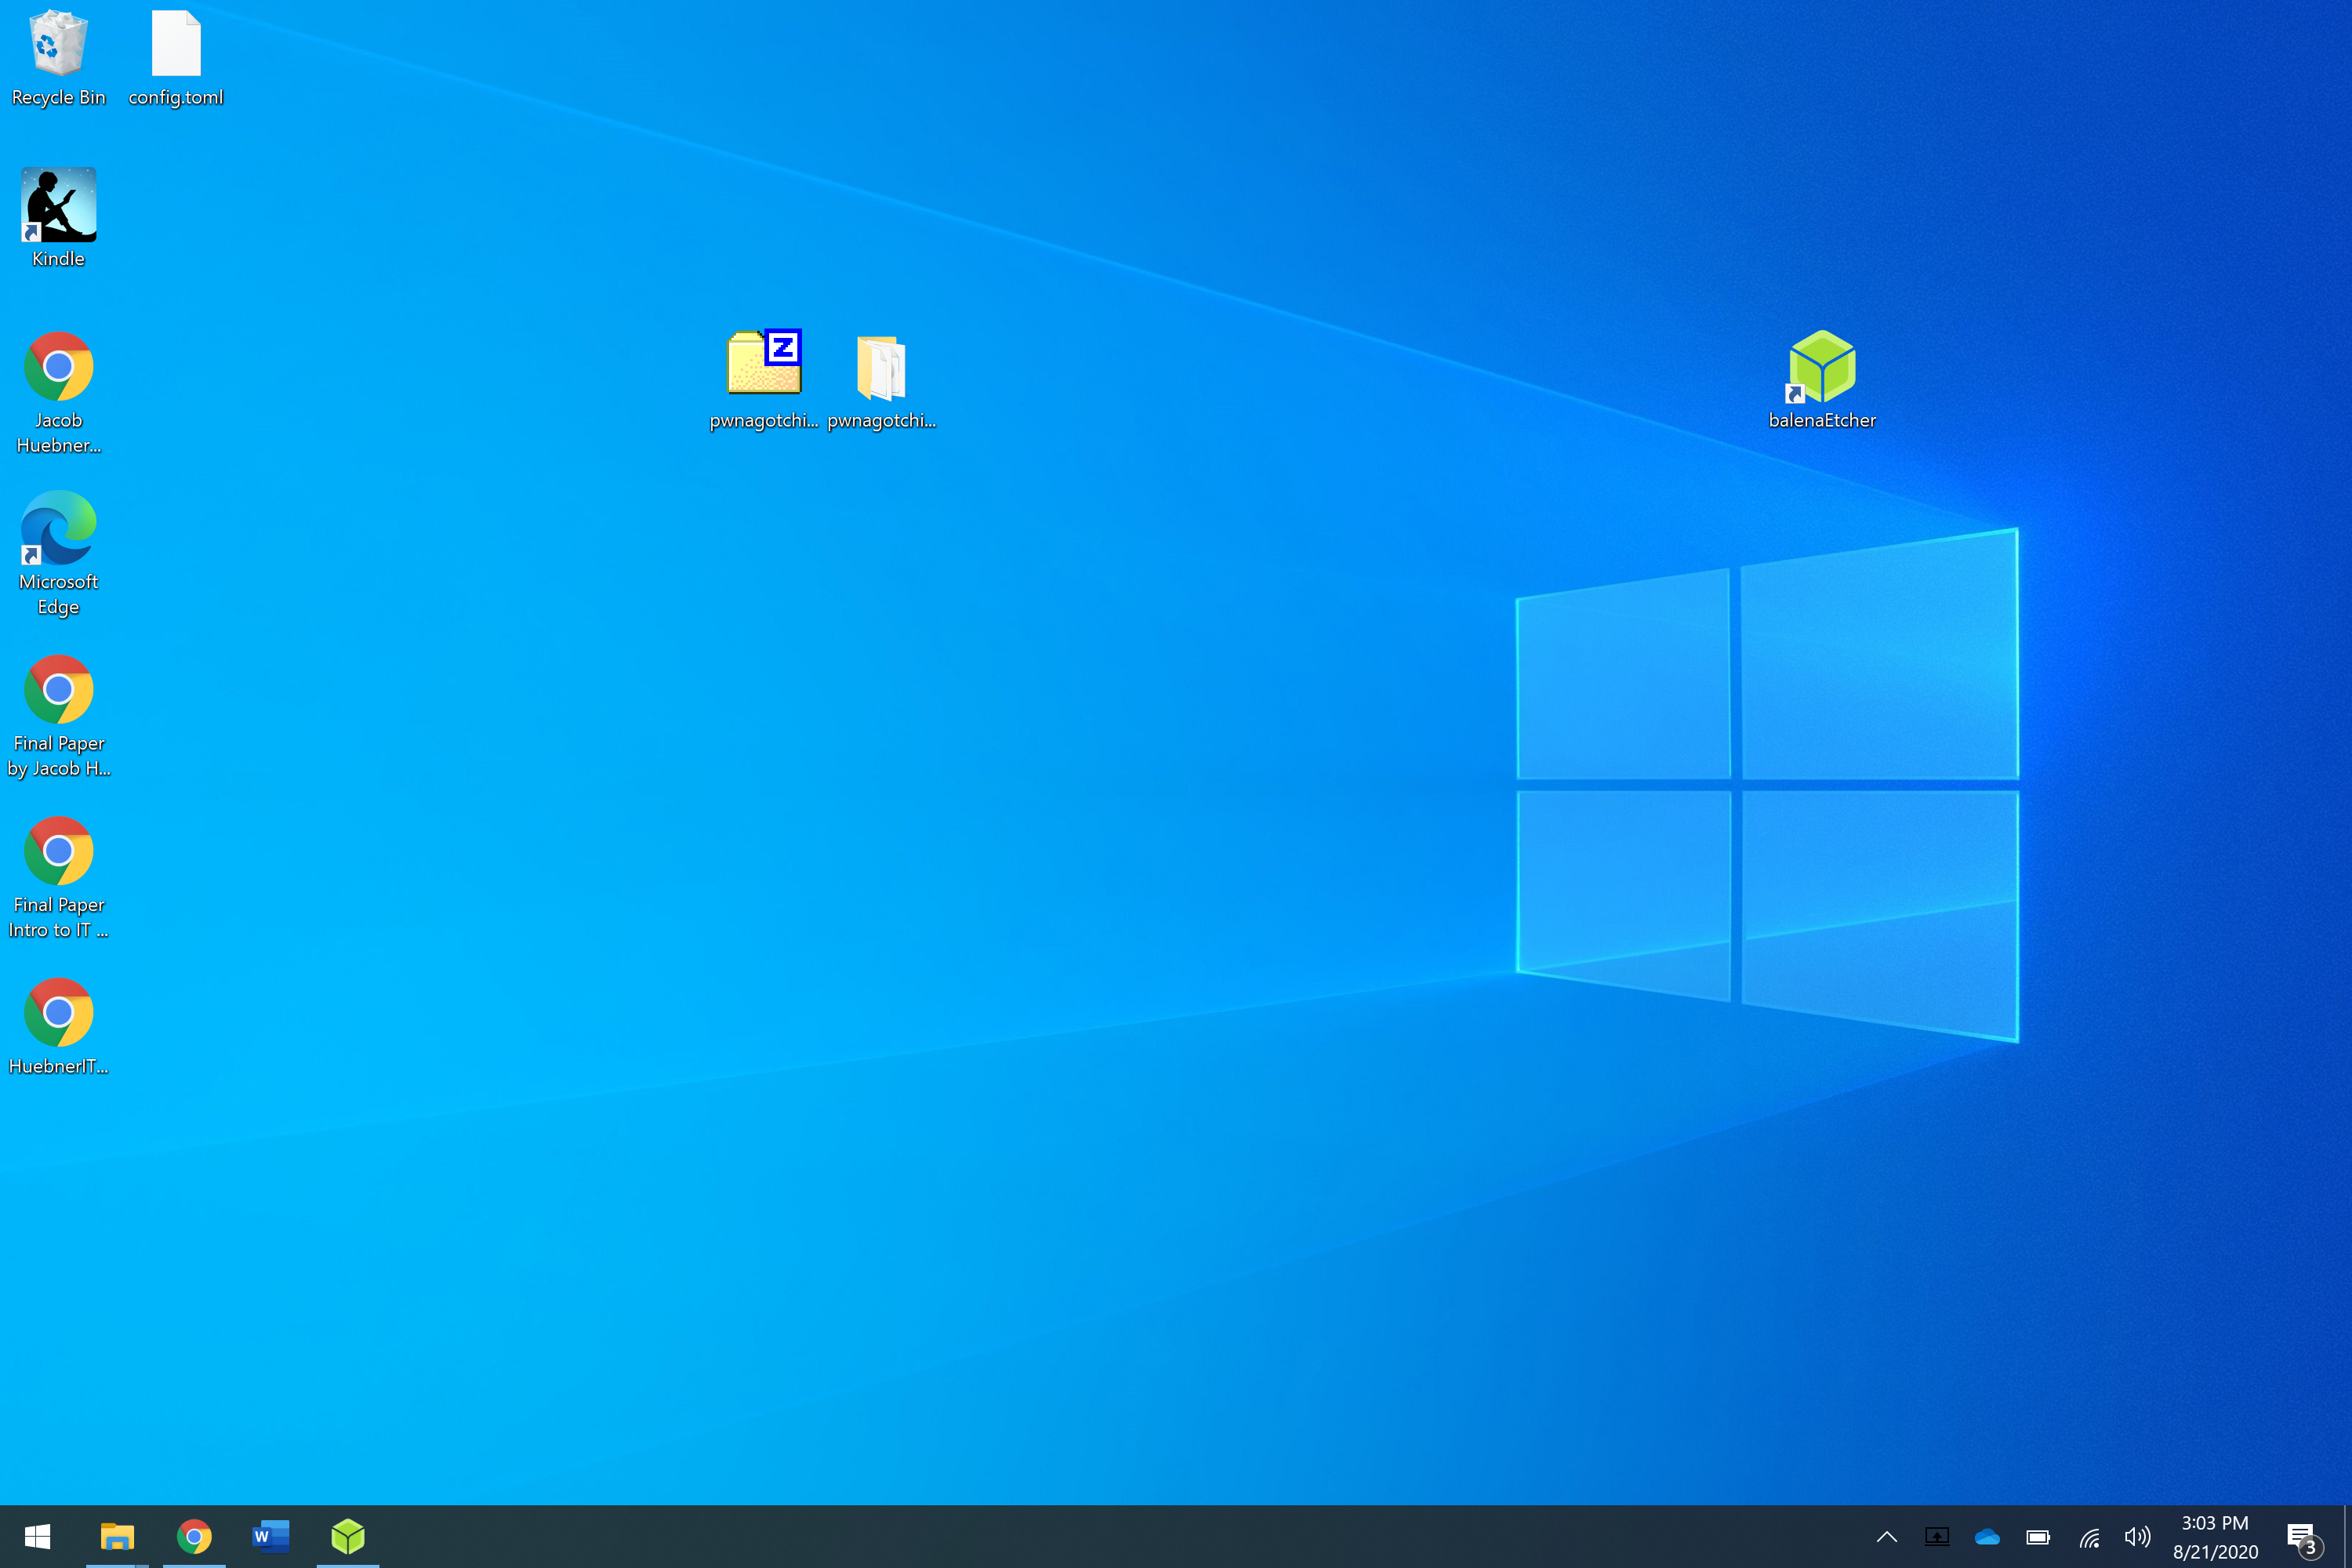 Recycle Bin
config.toml
Kindle
Jacob
Huebner...
pwnagotchi...
pwnagotchi...
balenaEtcher
Microsoft
Edge
Final Paper
by Jacob H...
Final Paper
Intro to IT ...
HuebnerIT...
Z
W
3:03 PM
8/21/2020
3